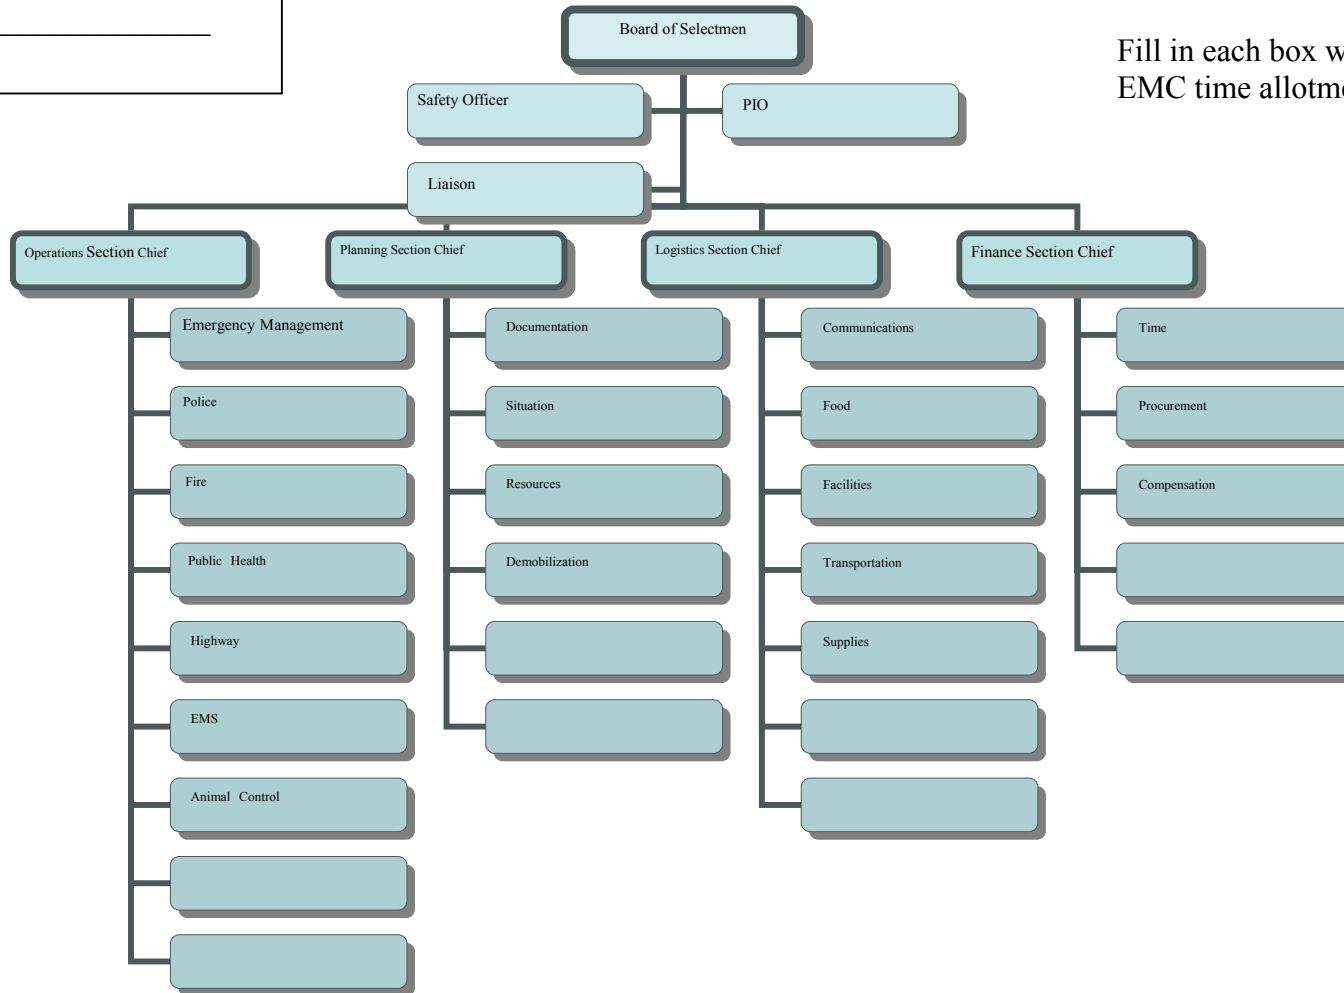 Board of Selectmen
Fill in each box w
EMC time allotm
Safety Officer
PIO
Liaison
Operations Section Chief
Planning Section Chief
Logistics Section Chief
Finance Section Chief
Emergency Management
Police
Fire
Public Health
Highway
EMS
Animal Control
Documentation
Situation
Resources
Demobilization
Communications
Food
Facilities
Transportation
Supplies
Time
Procurement
Compensation